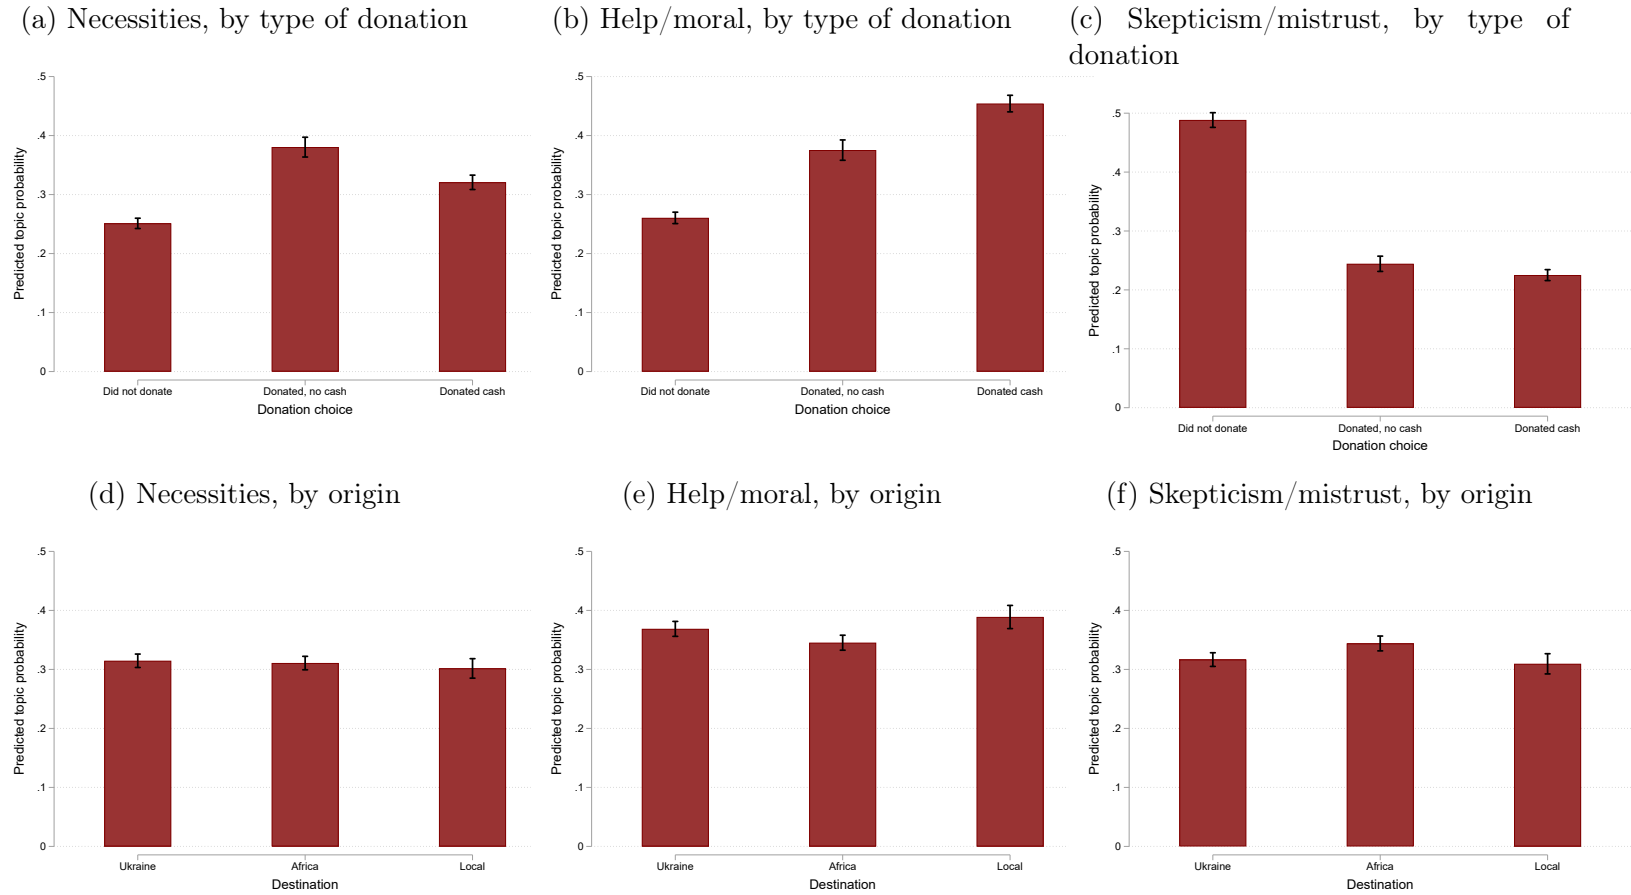 (a) Necessities, by type of donation
.5
.4
.3
.2
.1
0
Predicted topic probability
Did not donate
Donated, no cash
Donated cash
Donation choice
(b) Help/moral, by type of donation
.5
.4
.3
.2
.1
0
Predicted topic probability
Did not donate
Donated, no cash
Donated cash
Donation choice
(c) Skepticism/mistrust, by type of
donation
.5
.4
.3
.2
.1
0
Predicted topic probability
Did not donate
Donated, no cash
Donated cash
Donation choice
(d) Necessities, by origin
.5
.4
.3
.2
.1
0
Predicted topic probability
Ukraine
Africa
Local
Destination
(e) Help/moral, by origin
.5
.4
.3
.2
.1
0
Predicted topic probability
Ukraine
Africa
Local
Destination
(f) Skepticism/mistrust, by origin
.5
.4
.3
.2
.1
0
Predicted topic probability
Ukraine
Africa
Local
Destination